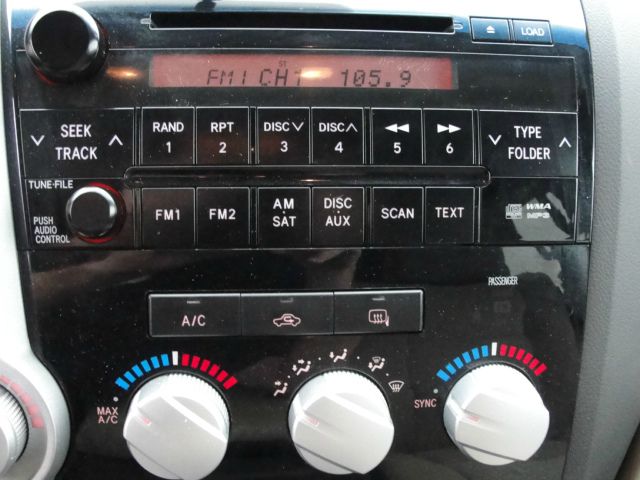 LOAD
ST
FM1 CH1 105.9
SEEK TRACK
RAND 1
RPT 2
DISC 3
DISC 4
5
6
TYPE FOLDER
TUNE·FILE
PUSH AUDIO CONTROL
FM1
FM2
AM·SAT
DISC·AUX
SCAN
TEXT
WMA
MP3
PASSENGER
A/C
MAX A/C
SYNC